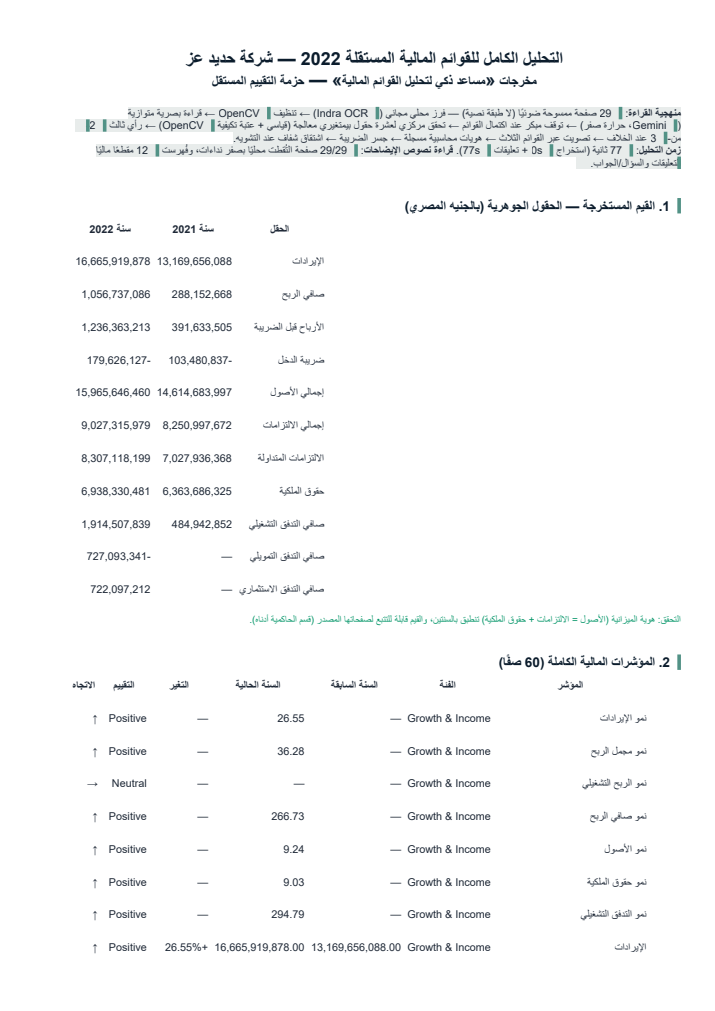 التحليل الكامل للقوائم المالية المستقلة 2022 — شركة حديد عز
مخرجات «مساعد ذكي لتحليل القوائم المالية» — حزمة التقييم المستقل
منهجية القراءة: 29 صفحة ممسوحة ضوئيًا (لا طبقة نصية) — فرز محلي مجاني (Indra OCR) ← تنظيف OpenCV ← قراءة بصرية متوازية
(Gemini، حرارة صفر) ← توقف مبكر عند اكتمال القوائم ← تحقق مركزي لعشرة حقول بيمتغيري معالجة (قياسي + عتبة تكيفية OpenCV) ← رأي ثالث 2
من-3 عند الخلاف ← تصويت عبر القوائم الثلاث ← هويات محاسبية مسجلة ← جسر الضريبة ← اشتقاق شفاف عند التشويه.
زمن التحليل: 77 ثانية (استخراج 0s + تعليقات 77s). قراءة نصوص الإيضاحات: 29/29 صفحة التُقطت محليًا بصفر نداءات، وفُهرست 12 مقطعًا ماليًا
لتعليقات والسؤال/الجواب.
1. القيم المستخرجة — الحقول الجوهرية (بالجنيه المصري)
الحقل سنة 2021 سنة 2022
الإيرادات 13,169,656,088 16,665,919,878
صافي الربح 288,152,668 1,056,737,086
الأرباح قبل الضريبة 391,633,505 1,236,363,213
ضريبة الدخل 103,480,837- 179,626,127-
إجمالي الأصول 14,614,683,997 15,965,646,460
إجمالي الالتزامات 8,250,997,672 9,027,315,979
الالتزامات المتداولة 7,027,936,368 8,307,118,199
حقوق الملكية 6,363,686,325 6,938,330,481
صافي التدفق التشغيلي 484,942,852 1,914,507,839
صافي التدفق التمويلي — 727,093,341-
صافي التدفق الاستثماري — 722,097,212
التحقق: هوية الميزانية (الأصول = الالتزامات + حقوق الملكية) تنطبق بالسنتين، والقيم قابلة للتتبع لصفحاتها المصدر (قسم الحاكمية أدناه).
2. المؤشرات المالية الكاملة (60 صفًا)
المؤشر الفئة السنة السابقة السنة الحالية التغير التقييم الاتجاه
نمو الإيرادات Growth & Income — 26.55 — Positive ↑
نمو مجمل الربح Growth & Income — 36.28 — Positive ↑
نمو الربح التشغيلي Growth & Income — — — Neutral →
نمو صافي الربح Growth & Income — 266.73 — Positive ↑
نمو الأصول Growth & Income — 9.24 — Positive ↑
نمو حقوق الملكية Growth & Income — 9.03 — Positive ↑
نمو التدفق التشغيلي Growth & Income — 294.79 — Positive ↑
الإيرادات Growth & Income 13,169,656,088.00 16,665,919,878.00 26.55%+ Positive ↑